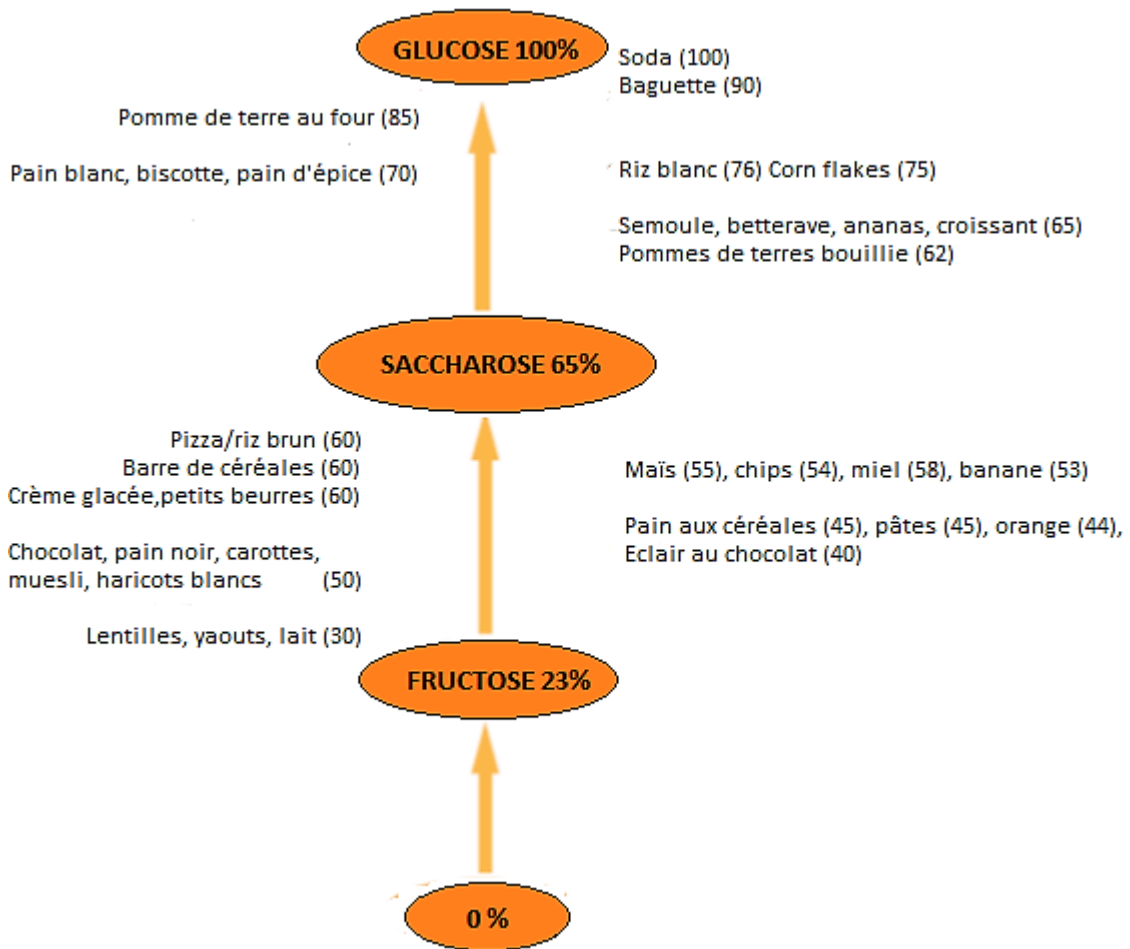 GLUCOSE 100%
Soda (100)
Baguette (90)
Pomme de terre au four (85)
Pain blanc, biscotte, pain d'épice (70)
Riz blanc (76) Corn flakes (75)
Semoule, betterave, ananas, croissant (65)
Pommes de terres bouillie (62)
SACCHAROSE 65%
Pizza/riz brun (60)
Barre de céréales (60)
Crème glacée,petits beurres (60)
Chocolat, pain noir, carottes,
muesli, haricots blancs (50)
Lentilles, yaouts, lait (30)
Maïs (55), chips (54), miel (58), banane (53)
Pain aux céréales (45), pâtes (45), orange (44),
Eclair au chocolat (40)
FRUCTOSE 23%
0 %